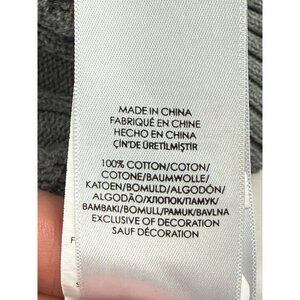 MADE IN CHINA
FABRIQUÉ EN CHINE
HECHO EN CHINA
ÇİN'DE ÜRETİLMİŞTİR
100% COTTON/COTON/
COTONE/BAUMWOLLE/
KATOEN/BOMULD/ALGODÓN/
ALGODÃO/ХЛОПОК/ПАМУК/
BAMBAKI/BOMULL/PAMUK/BAVLNA
EXCLUSIVE OF DECORATION
SAUF DÉCORATION
F
S